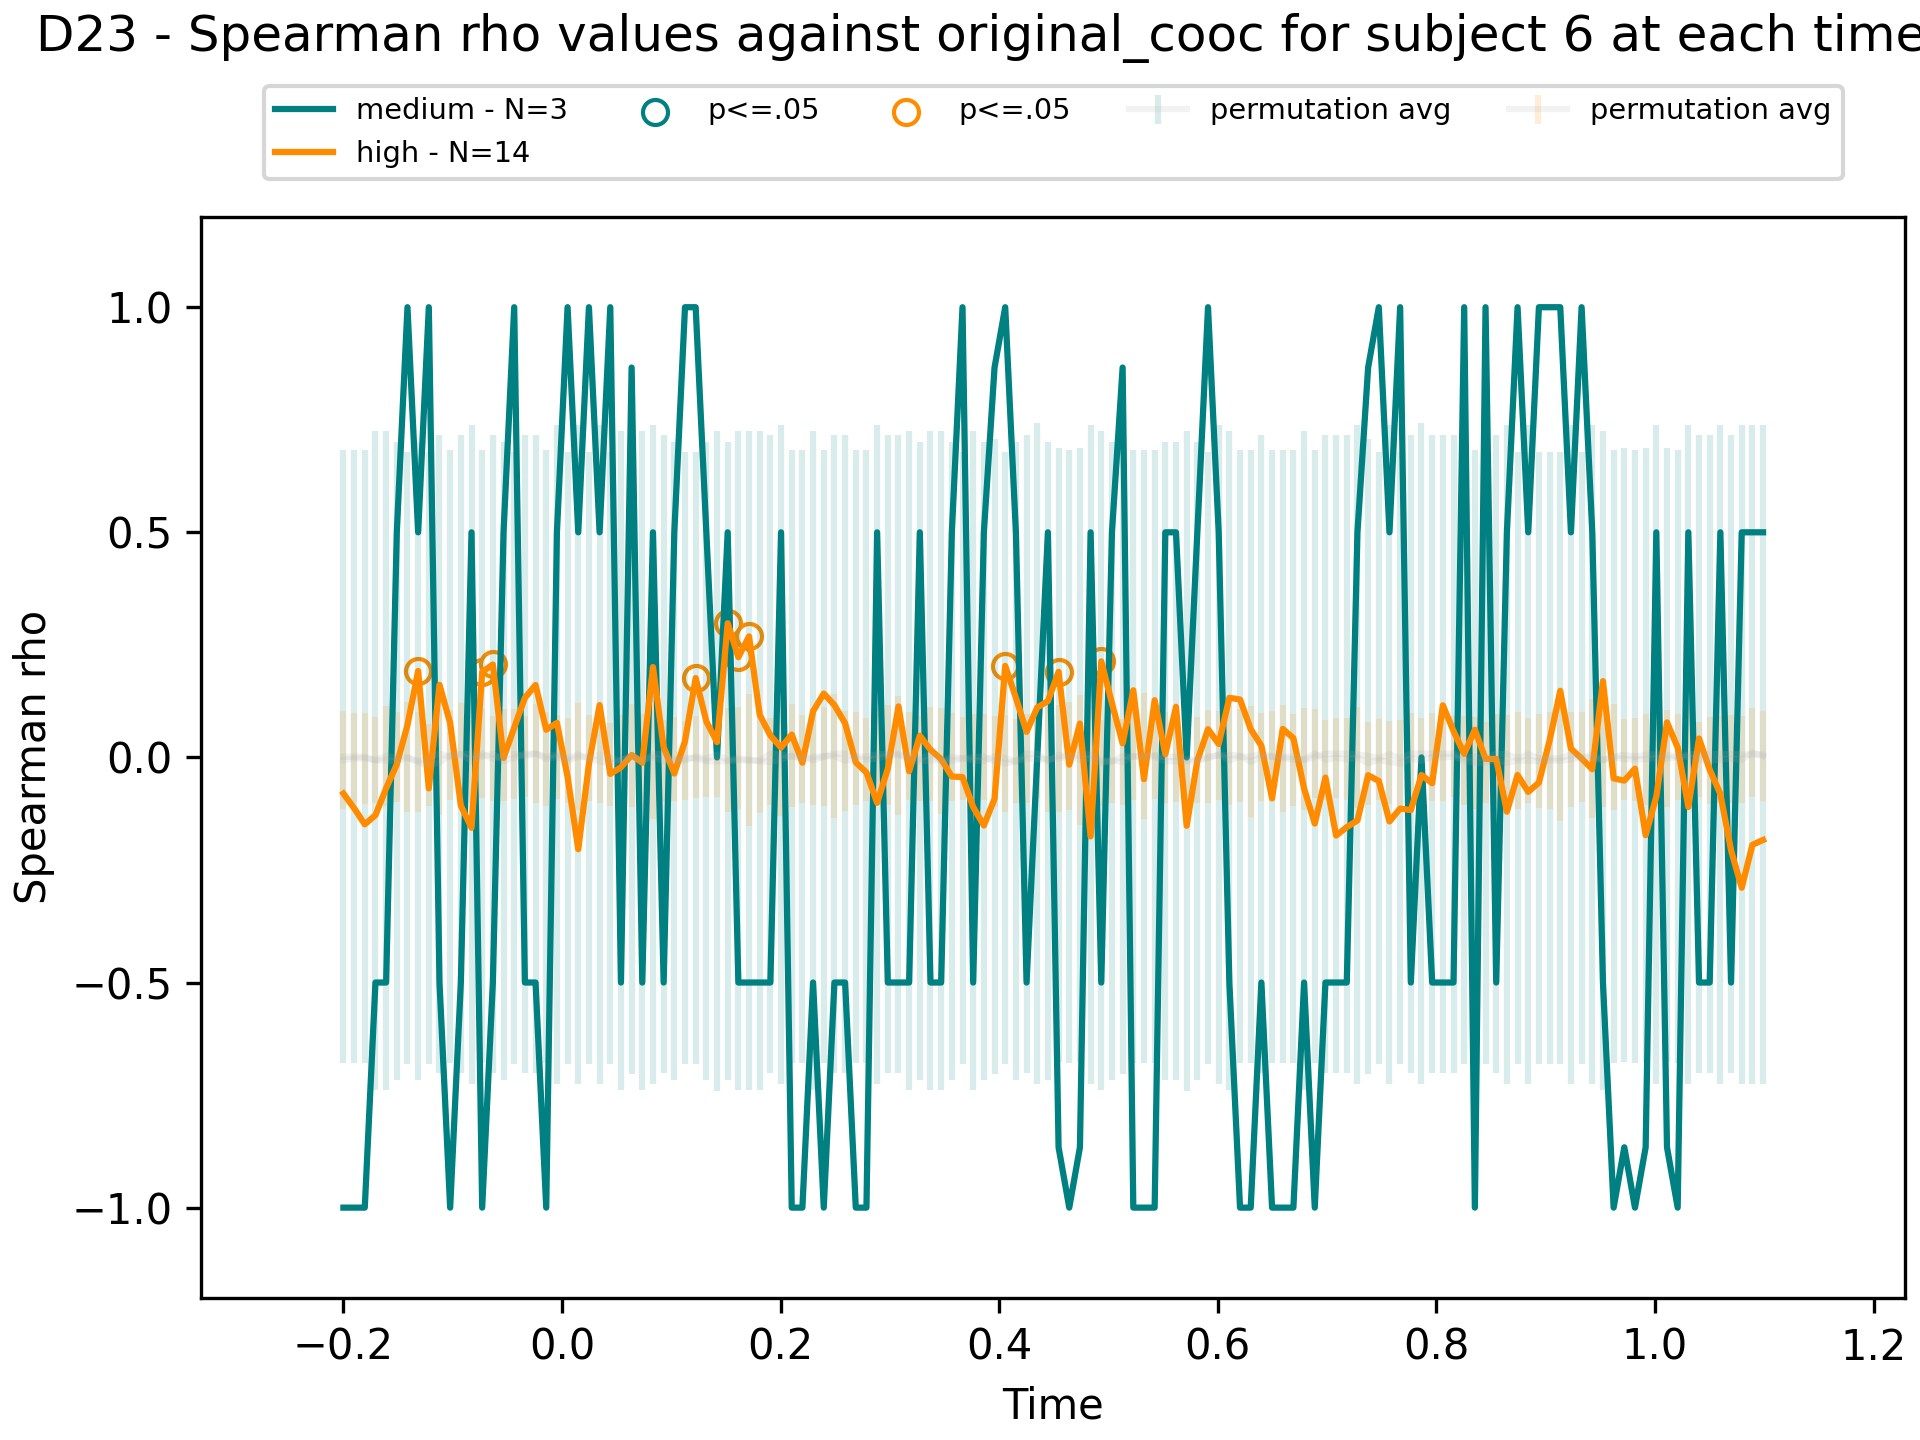 D23 - Spearman rho values against original_cooc for subject 6 at each time
medium - N=3
high - N=14
p<=.05
p<=.05
permutation avg
permutation avg
Spearman rho
1.0
0.5
0.0
−0.5
−1.0
−0.2 0.0 0.2 0.4 0.6 0.8 1.0 1.2
Time